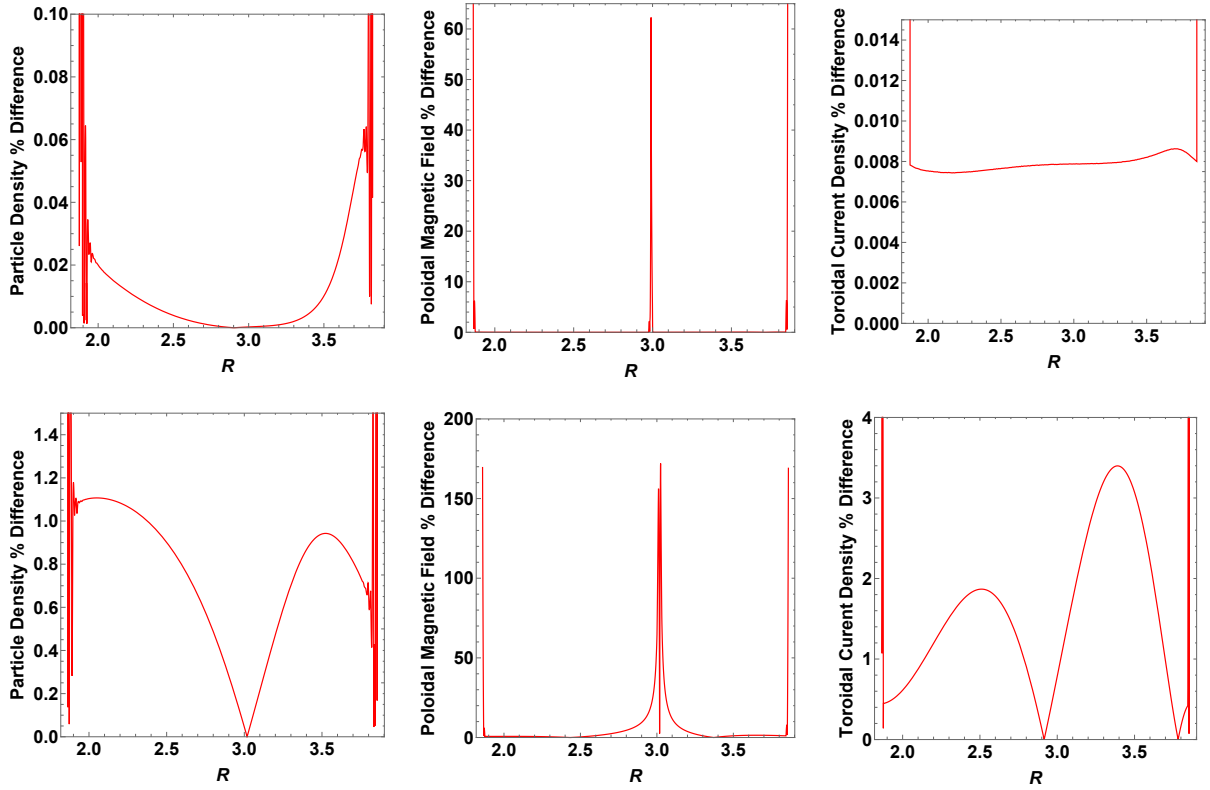 Particle Density % Difference
0.10
0.08
0.06
0.04
0.02
0.00
2.0 2.5 3.0 3.5
R
Poloidal Magnetic Field % Difference
60
50
40
30
20
10
0
2.0 2.5 3.0 3.5
R
Toroidal Current Density % Difference
0.014
0.012
0.010
0.008
0.006
0.004
0.002
0.000
2.0 2.5 3.0 3.5
R
Particle Density % Difference
1.4
1.2
1.0
0.8
0.6
0.4
0.2
0.0
2.0 2.5 3.0 3.5
R
Poloidal Magnetic Field % Difference
200
150
100
50
0
2.0 2.5 3.0 3.5
R
Toroidal Curent Density % Difference
4
3
2
1
0
2.0 2.5 3.0 3.5
R